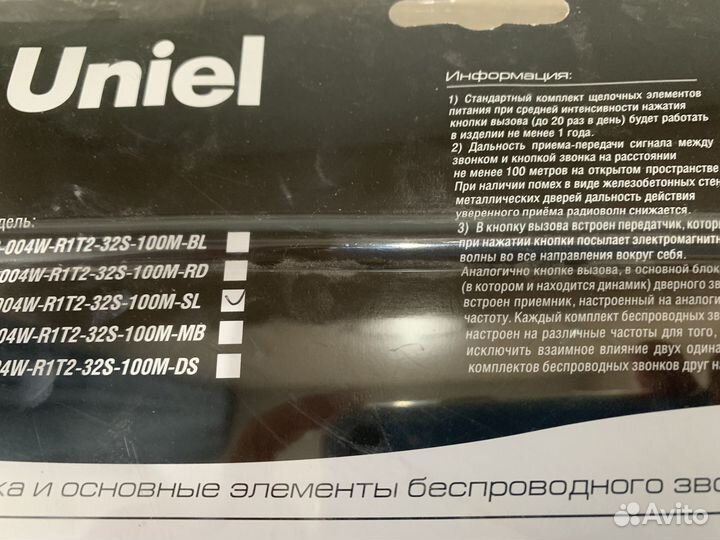 Uniel
Информация:
1) Стандартный комплект щелочных элементов
питания при средней интенсивности нажатия
кнопки вызова (до 20 раз в день) будет работать
в изделии не менее 1 года.
2) Дальность приема-передачи сигнала между
звонком и кнопкой звонка на расстоянии
не менее 100 метров на открытом пространстве
При наличии помех в виде железобетонных стен
металлических дверей дальность действия
уверенного приёма радиоволн снижается.
3) В кнопку вызова встроен передатчик, котор
при нажатии кнопки посылает электромагнитн
волны во все направления вокруг себя.
Аналогично кнопке вызова, в основной блок
(в котором и находится динамик) дверного зв
встроен приемник, настроенный на аналоги
частоту. Каждый комплект беспроводных зв
настроен на различные частоты для того,
исключить взаимное влияние двух одина
комплектов беспроводных звонков друг на
дель:
-004W-R1T2-32S-100M-BL
-004W-R1T2-32S-100M-RD
004W-R1T2-32S-100M-SL
04W-R1T2-32S-100M-MB
04W-R1T2-32S-100M-DS
ка и основные элементы беспроводного зво
Avito